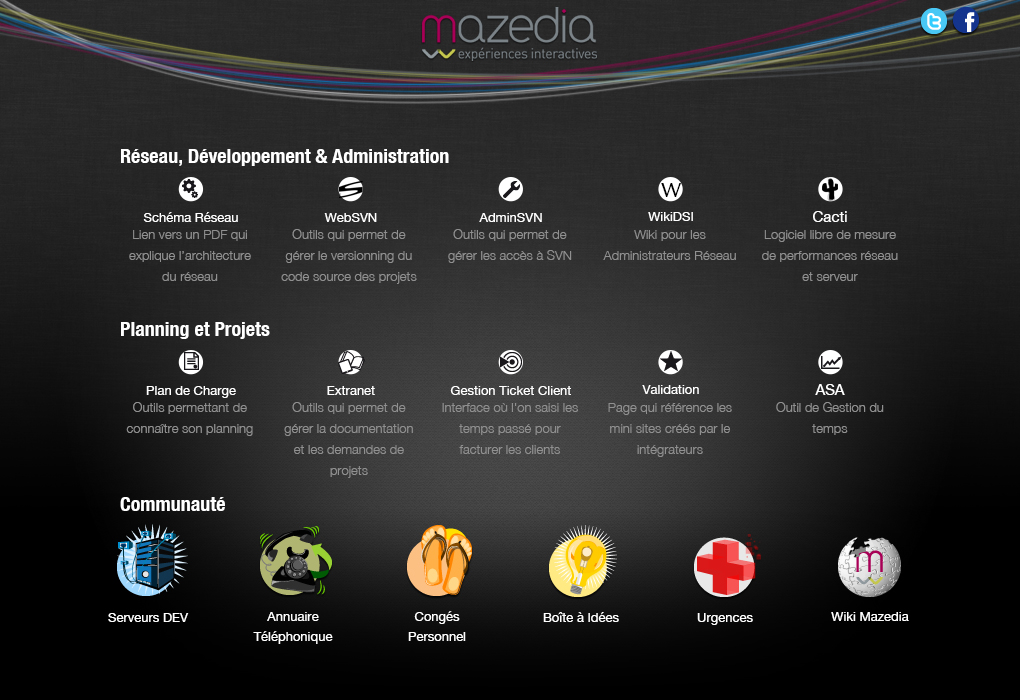 mazedia
expériences interactives
Réseau, Développement & Administration
Schéma Réseau
Lien vers un PDF qui
explique l'architecture
du réseau
WebSVN
Outils qui permet de
gérer le versionning du
code source des projets
AdminSVN
Outils qui permet de
gérer les accès à SVN
W
WikiDSI
Wiki pour les
Administrateurs Réseau
Cacti
Logiciel libre de mesure
de performances réseau
et serveur
Planning et Projets
Plan de Charge
Outils permettant de
connaître son planning
Extranet
Outils qui permet de
gérer la documentation
et les demandes de
projets
Gestion Ticket Client
Interface où l'on saisi les
temps passé pour
facturer les clients
Validation
Page qui référence les
mini sites créés par le
intégrateurs
ASA
Outil de Gestion du
temps
Communauté
Serveurs DEV
Annuaire
Téléphonique
Congés
Personnel
Boîte à Idées
Urgences
m
Wiki Mazedia